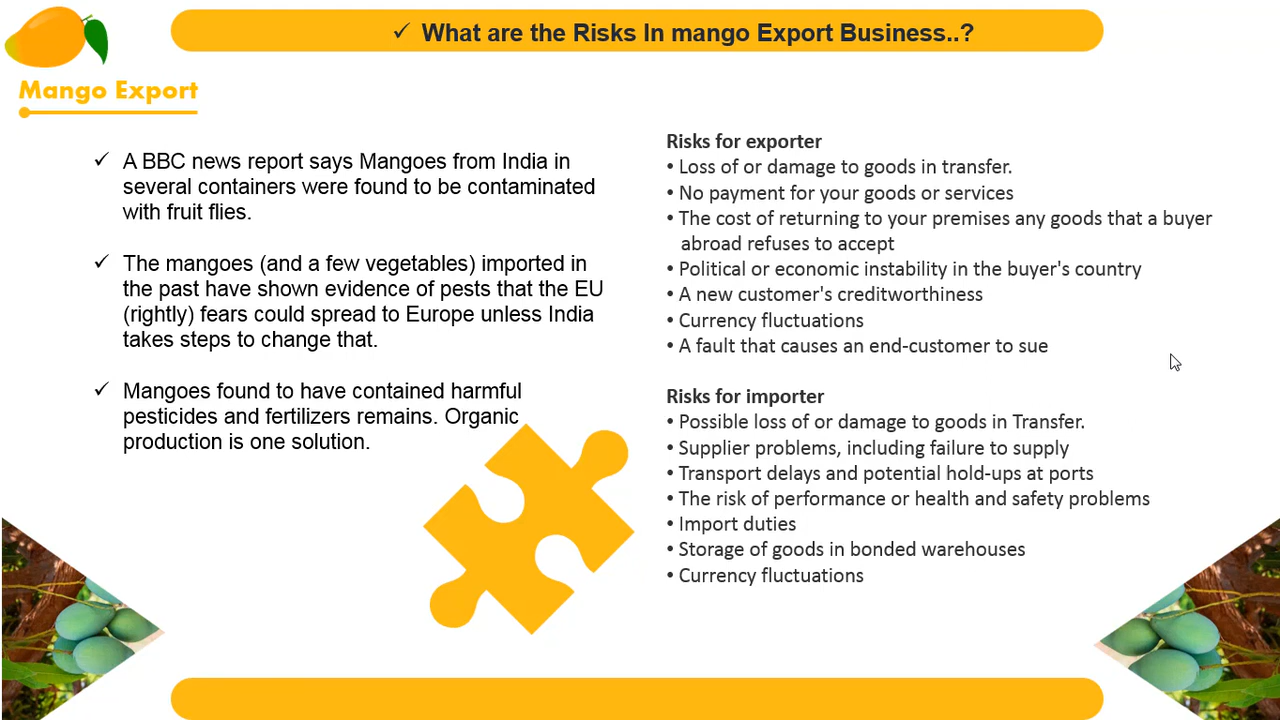 ✓ What are the Risks In mango Export Business..?
Mango Export
✓ A BBC news report says Mangoes from India in
several containers were found to be contaminated
with fruit flies.
✓ The mangoes (and a few vegetables) imported in
the past have shown evidence of pests that the EU
(rightly) fears could spread to Europe unless India
takes steps to change that.
✓ Mangoes found to have contained harmful
pesticides and fertilizers remains. Organic
production is one solution.
Risks for exporter
• Loss of or damage to goods in transfer.
• No payment for your goods or services
• The cost of returning to your premises any goods that a buyer
abroad refuses to accept
• Political or economic instability in the buyer's country
• A new customer's creditworthiness
• Currency fluctuations
• A fault that causes an end-customer to sue
Risks for importer
• Possible loss of or damage to goods in Transfer.
• Supplier problems, including failure to supply
• Transport delays and potential hold-ups at ports
• The risk of performance or health and safety problems
• Import duties
• Storage of goods in bonded warehouses
• Currency fluctuations